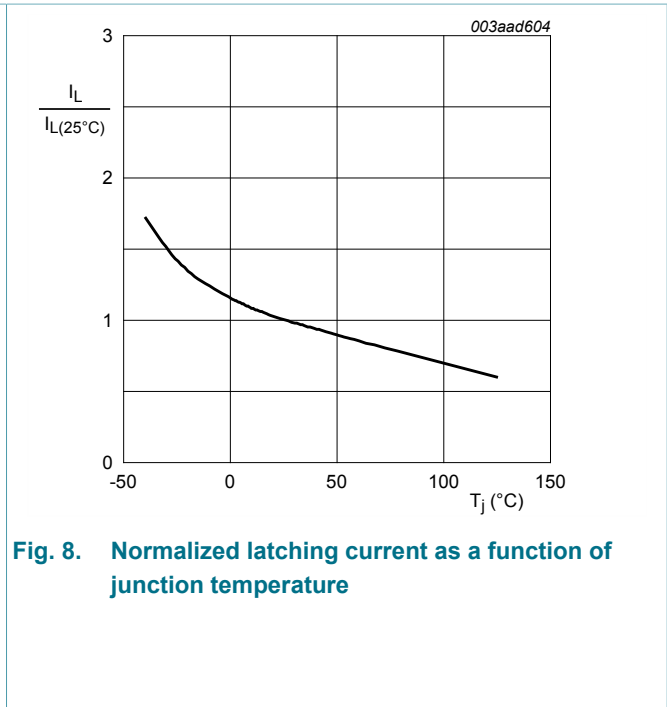 003aad604
3
I_L
I_L(25°C)
2
1
0
-50 0 50 100 150
T_j (°C)
Fig. 8. Normalized latching current as a function of
junction temperature